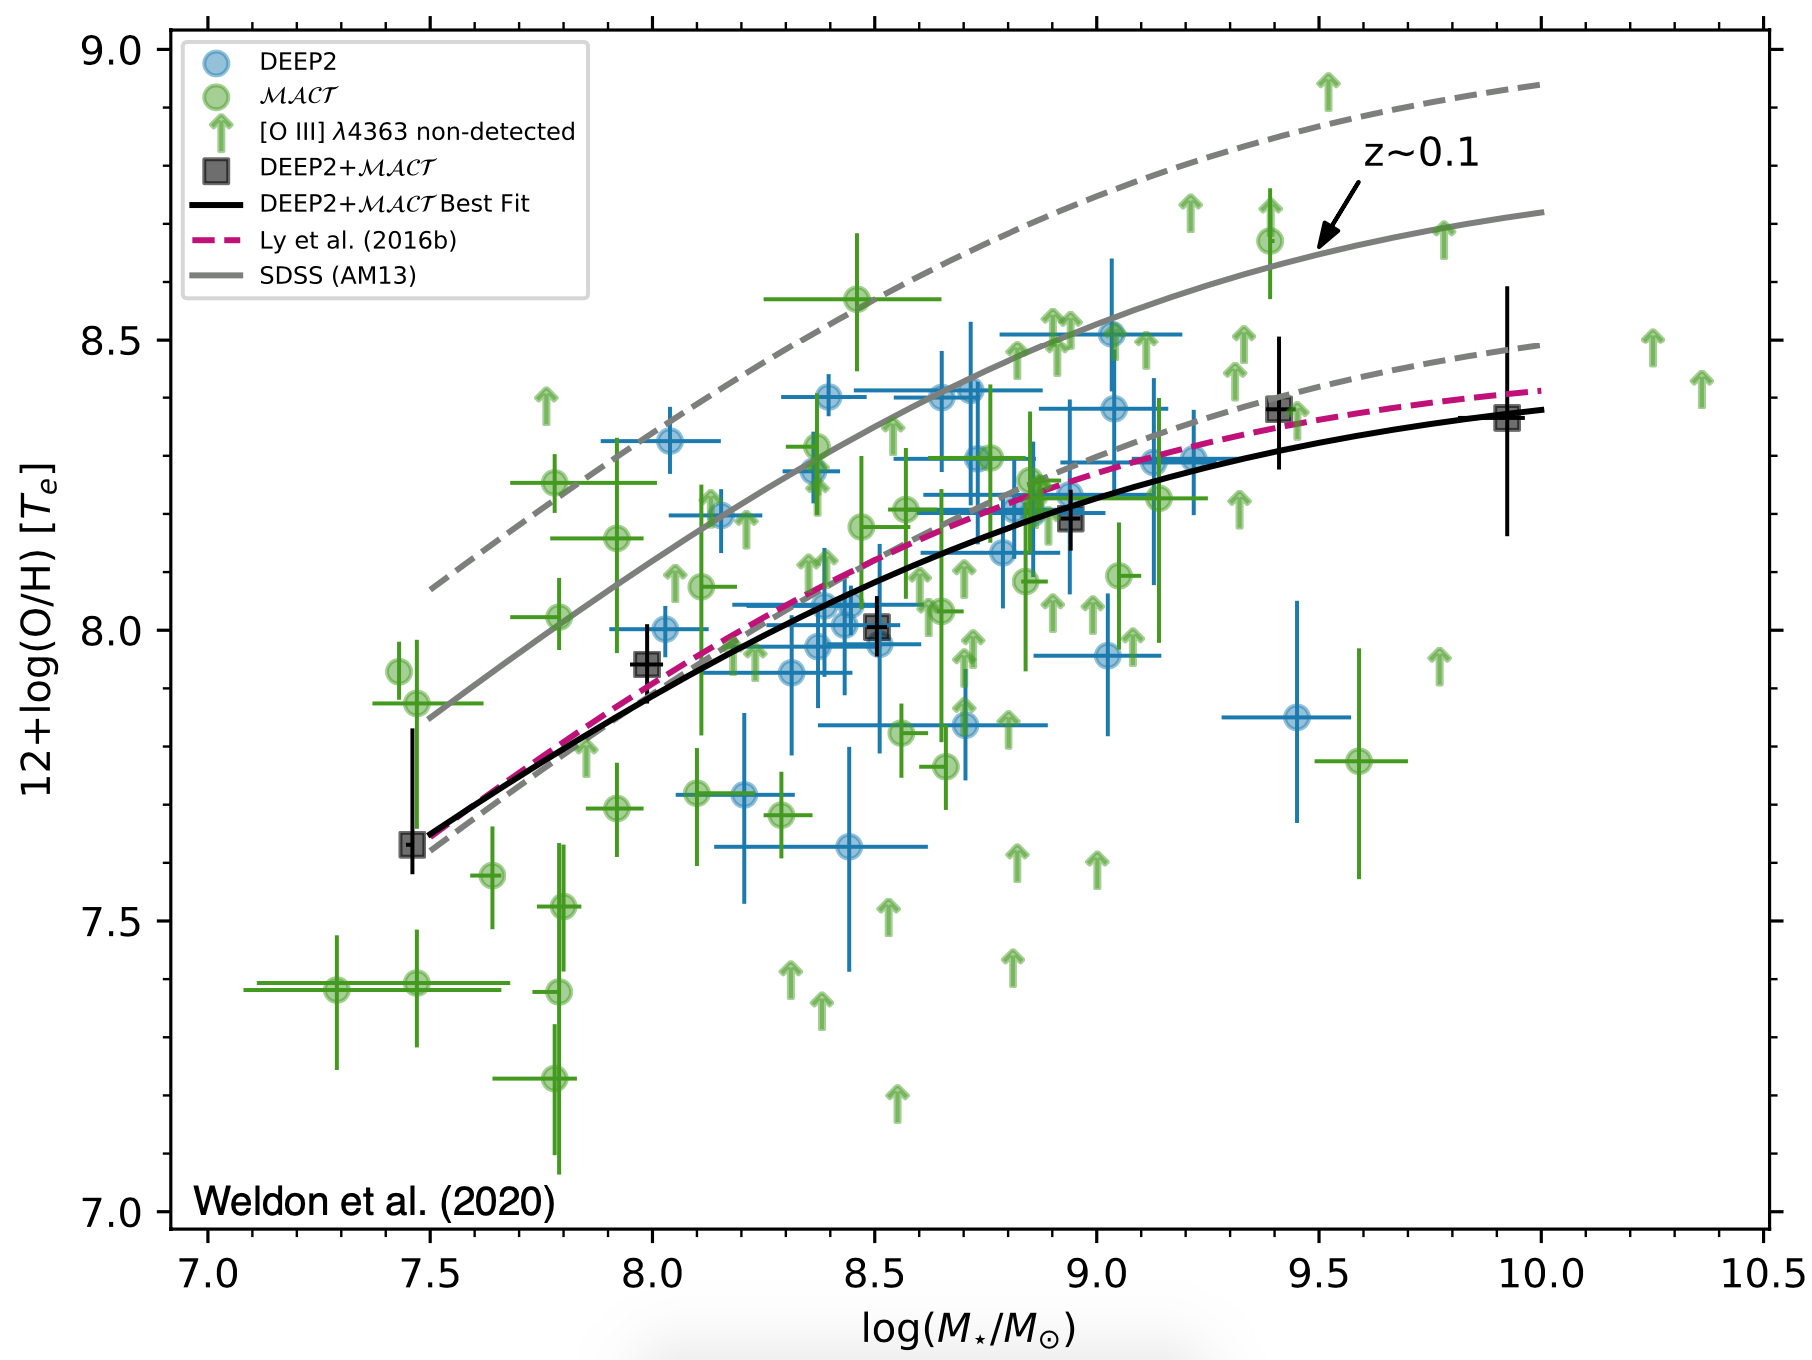 9.0
8.5
8.0
7.5
7.0
12+log(O/H) [Te]
DEEP2
MACT
[O III] λ4363 non-detected
DEEP2+MACT
DEEP2+MACT Best Fit
Ly et al. (2016b)
SDSS (AM13)
z~0.1
Weldon et al. (2020)
7.0 7.5 8.0 8.5 9.0 9.5 10.0 10.5
log(M⋆/M⊙)